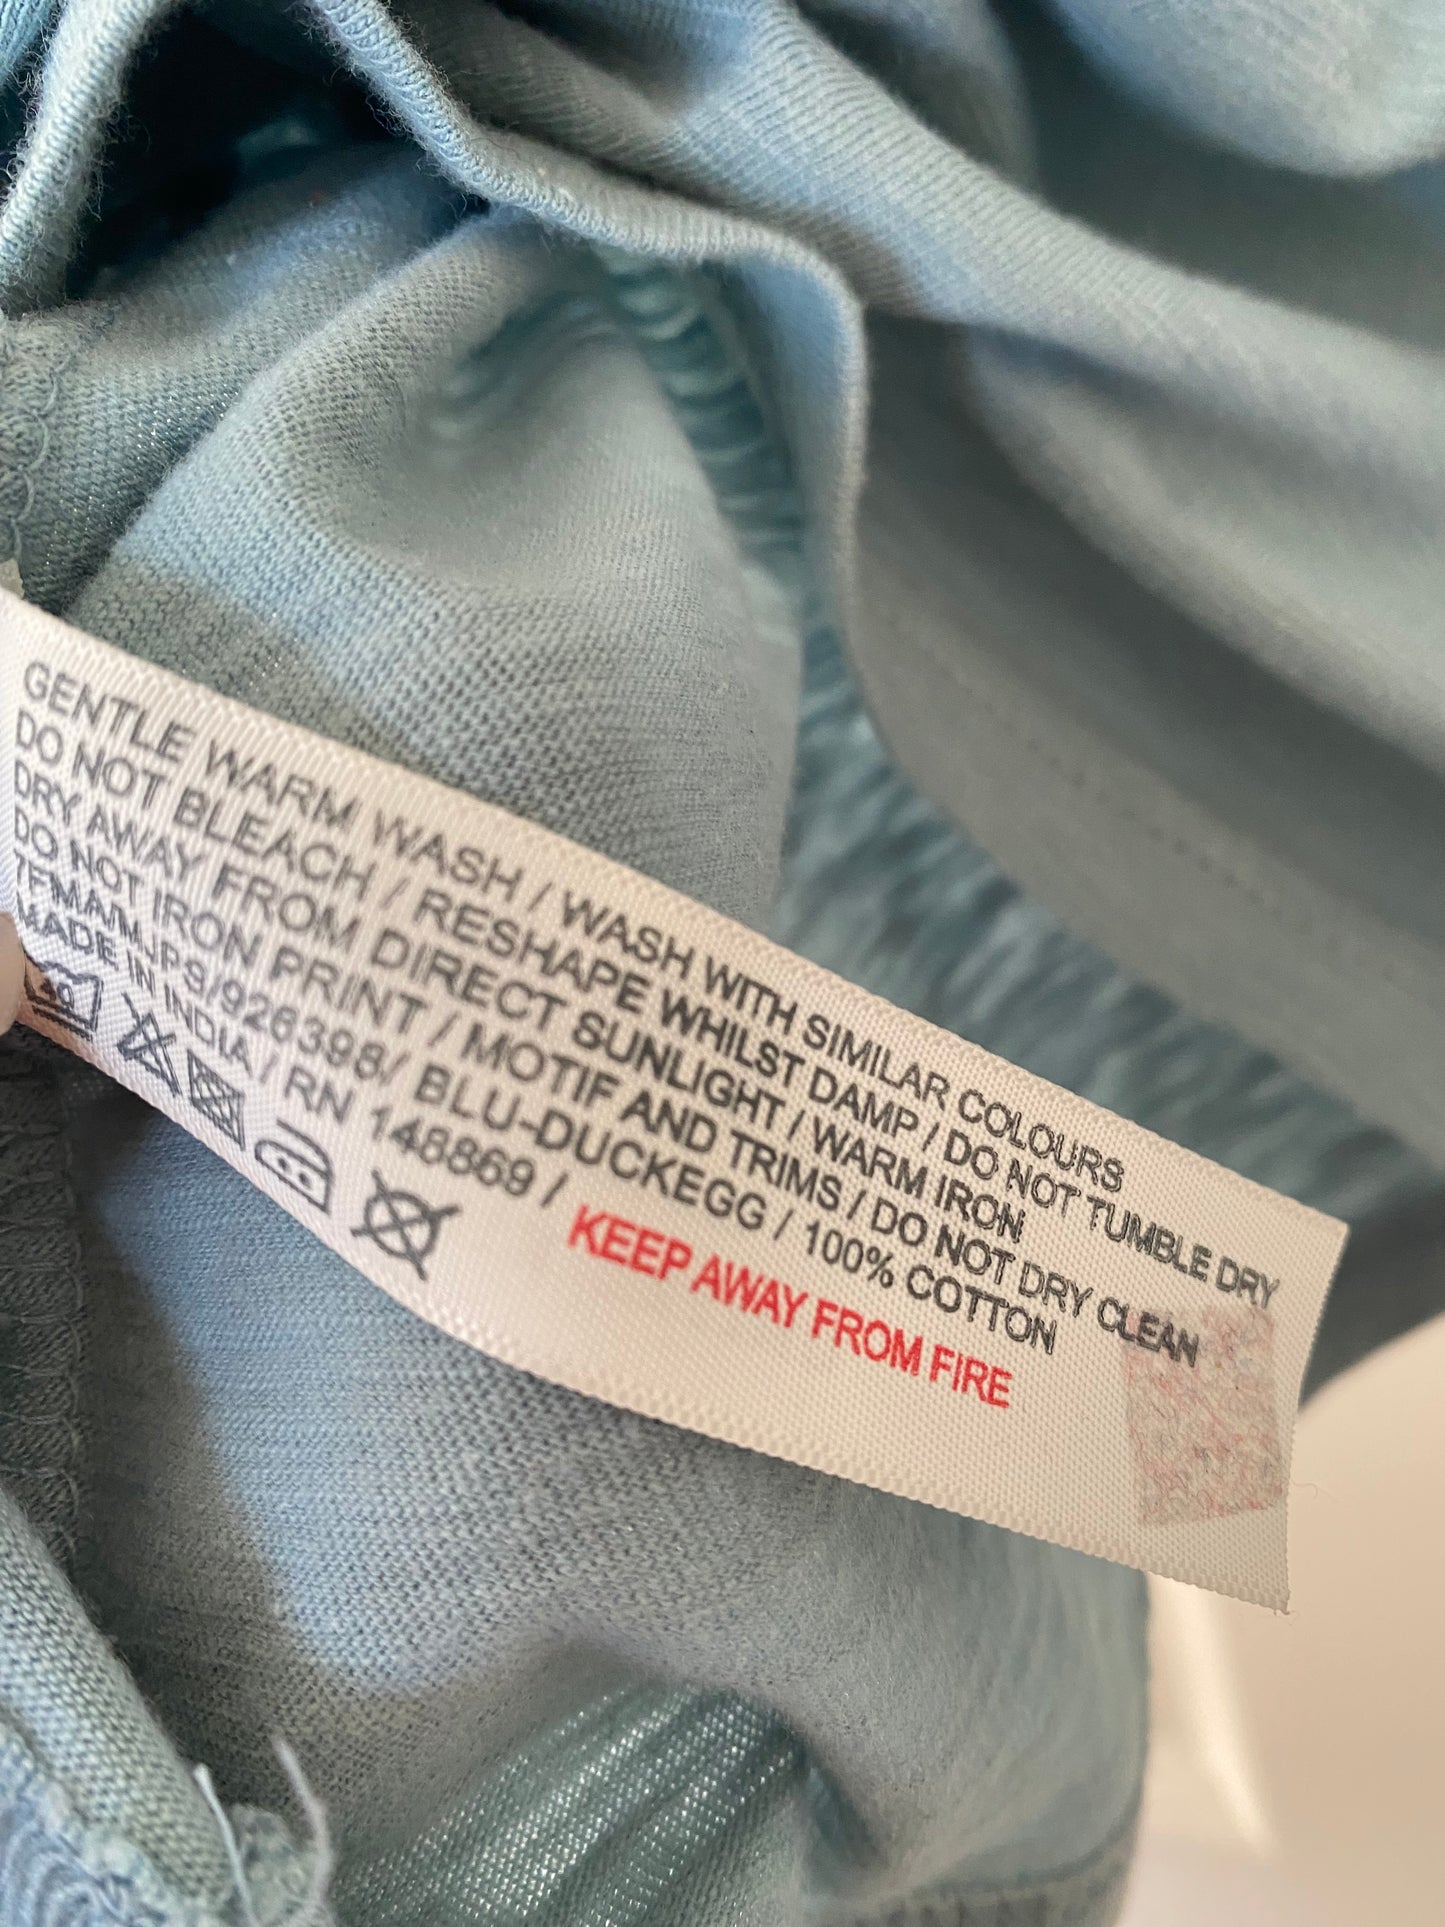 GENTLE WARM WASH / WASH WITH SIMILAR COLOURS
DO NOT BLEACH / RESHAPE WHILST DAMP / DO NOT TUMBLE DRY
DRY AWAY FROM DIRECT SUNLIGHT / WARM IRON
DO NOT IRON PRINT / MOTIF AND TRIMS / DO NOT DRY CLEAN
7FMAMJPS/926398/ BLU-DUCKEGG / 100% COTTON
MADE IN INDIA / RN 148869 / KEEP AWAY FROM FIRE